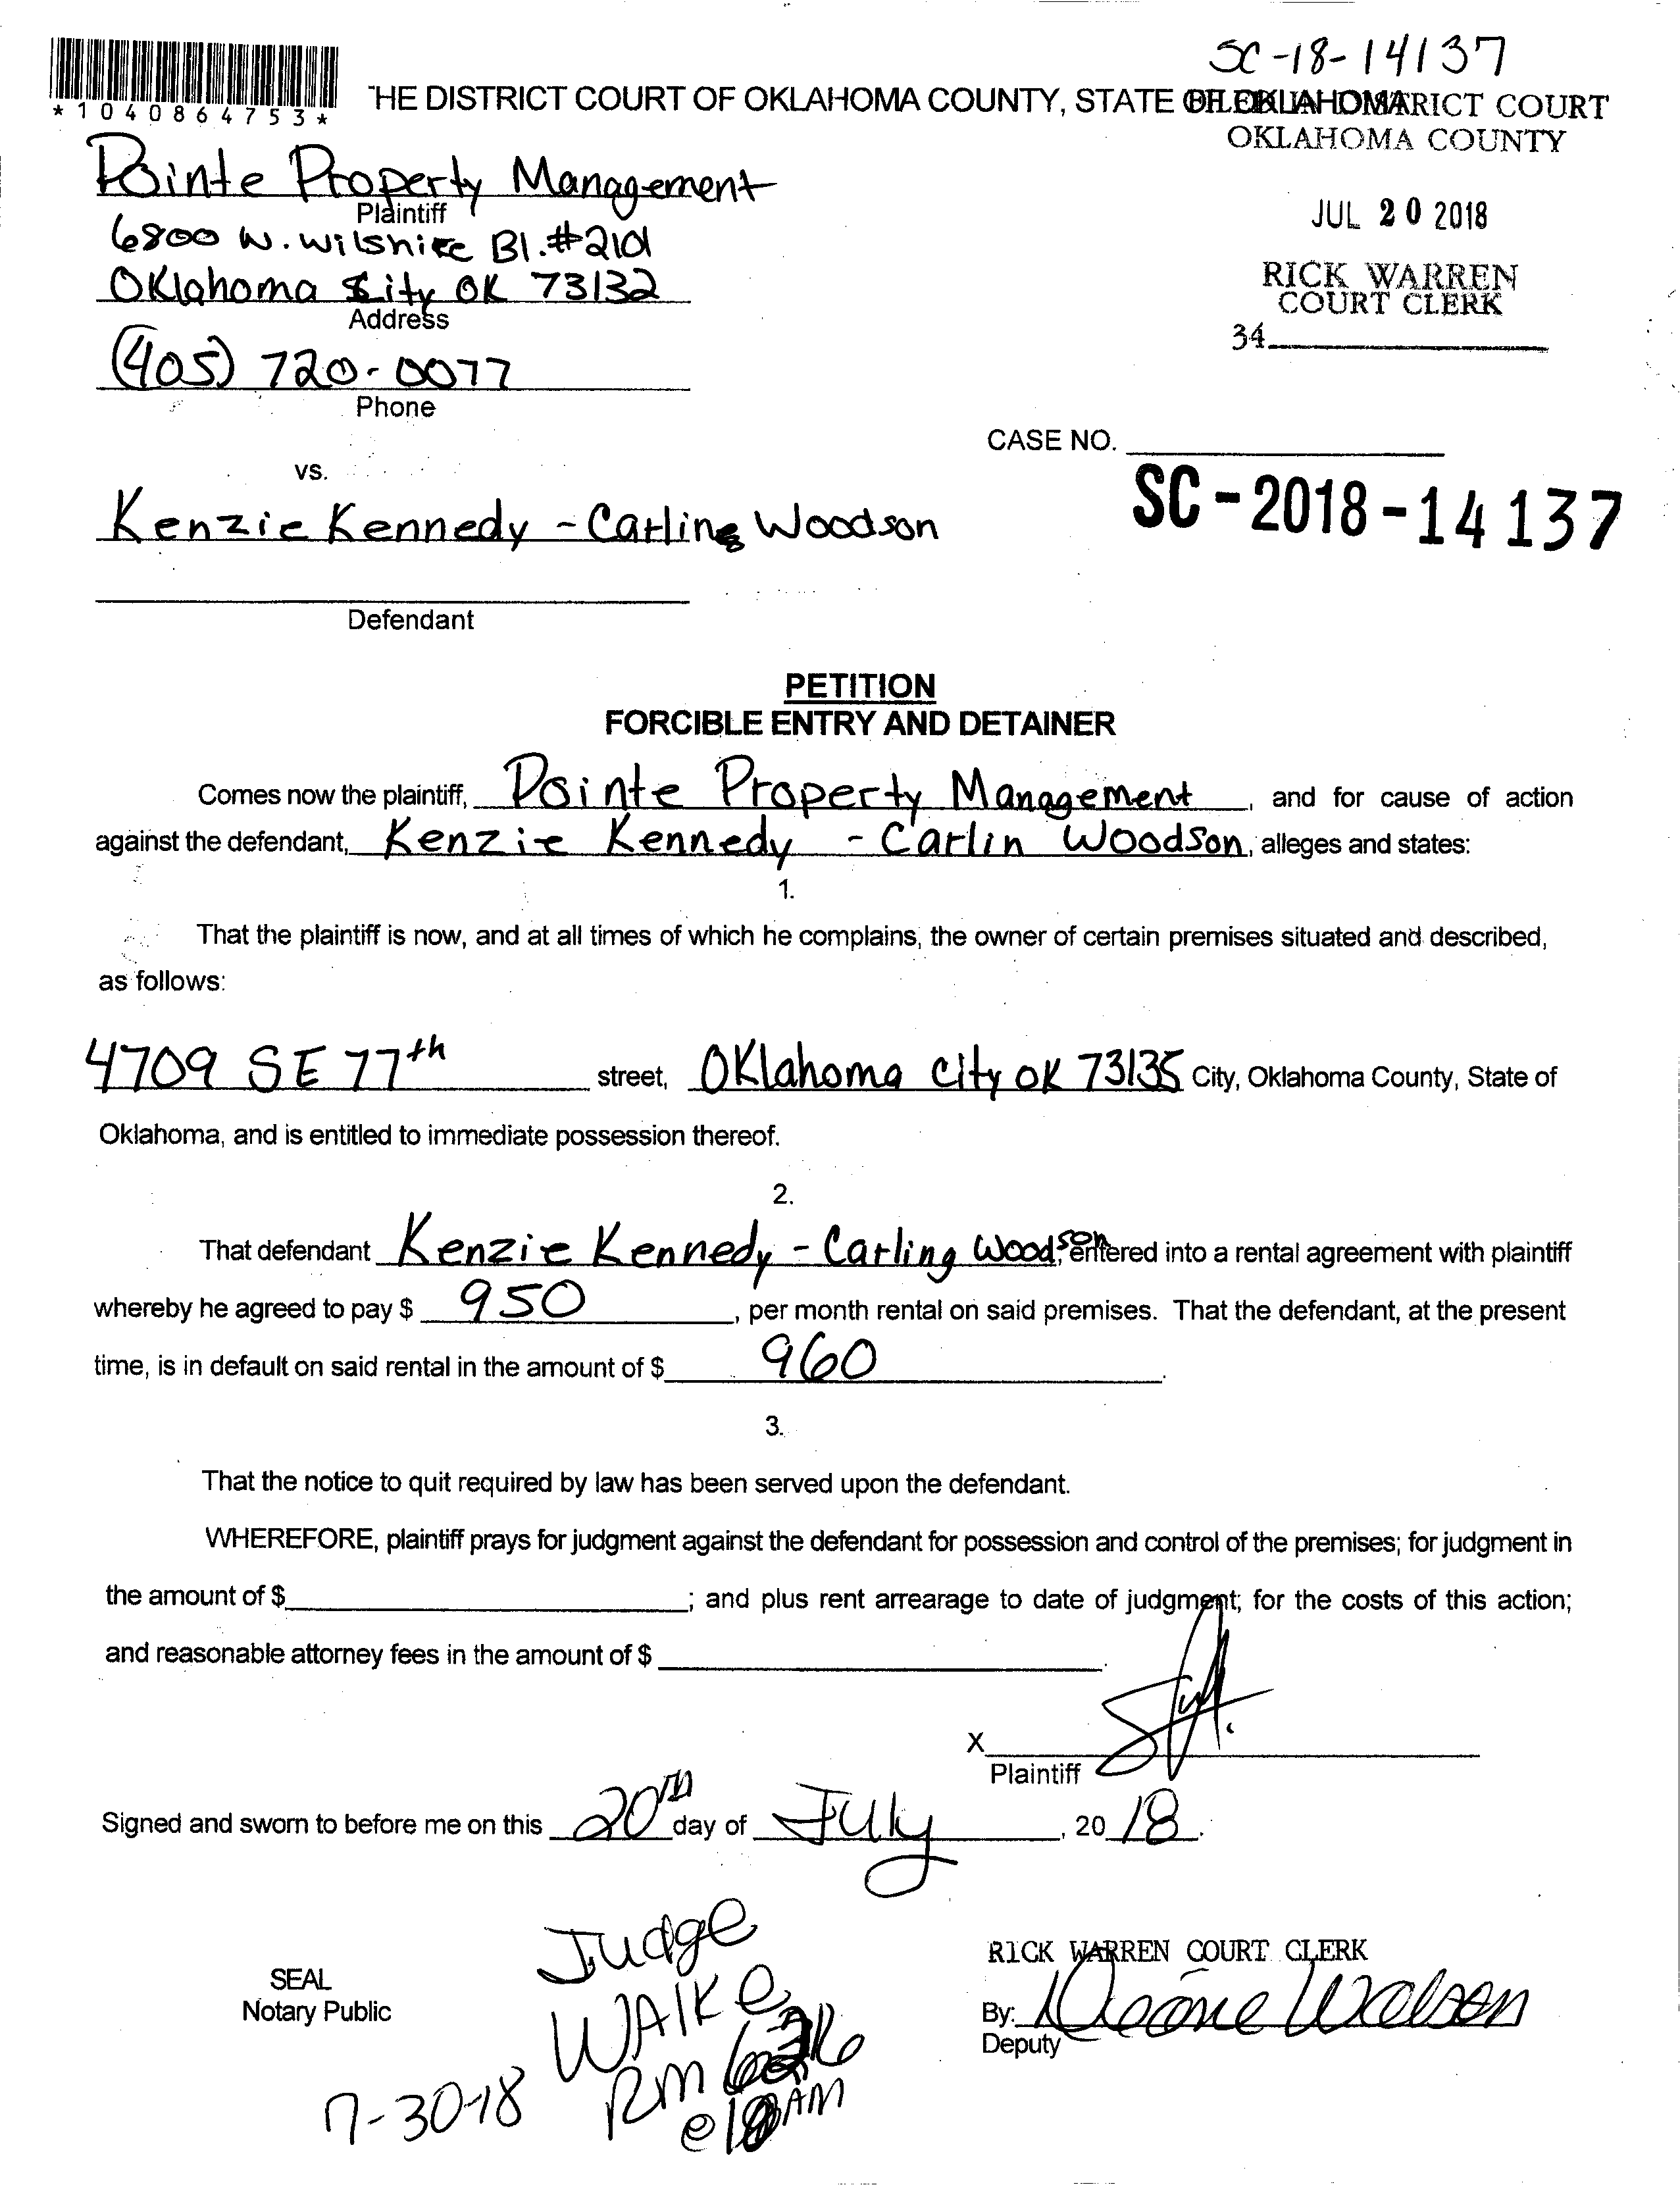 SC-18-14137
*1040864753*
THE DISTRICT COURT OF OKLAHOMA COUNTY, STATE OF OKLAHOMA
FILED IN DISTRICT COURT
OKLAHOMA COUNTY
Pointe Property Management
Plaintiff
JUL 20 2018
6800 W. Wilshire Bl. #2101
Oklahoma City OK 73132
Address
RICK WARREN
COURT CLERK
34
(405) 720-0077
Phone
CASE NO.
SC-2018-14137
vs.
Kenzie Kennedy - Carling Woodson
Defendant
PETITION
FORCIBLE ENTRY AND DETAINER
Comes now the plaintiff, Pointe Property Management, and for cause of action
against the defendant, Kenzie Kennedy - Carlin Woodson, alleges and states:
1.
That the plaintiff is now, and at all times of which he complains, the owner of certain premises situated and described,
as follows:
4709 SE 77th street, Oklahoma City OK 73135 City, Oklahoma County, State of
Oklahoma, and is entitled to immediate possession thereof.
2.
That defendant Kenzie Kennedy - Carling Woodson entered into a rental agreement with plaintiff
whereby he agreed to pay $ 950, per month rental on said premises. That the defendant, at the present
time, is in default on said rental in the amount of $ 960.
3.
That the notice to quit required by law has been served upon the defendant.
WHEREFORE, plaintiff prays for judgment against the defendant for possession and control of the premises; for judgment in
the amount of $ ; and plus rent arrearage to date of judgment; for the costs of this action;
and reasonable attorney fees in the amount of $ .
X
Plaintiff
Signed and sworn to before me on this 20TH day of July, 20 18.
SEAL
Notary Public
Judge
Walke
RM
@ AM
7-30-18
RICK WARREN COURT CLERK
By:
Deputy